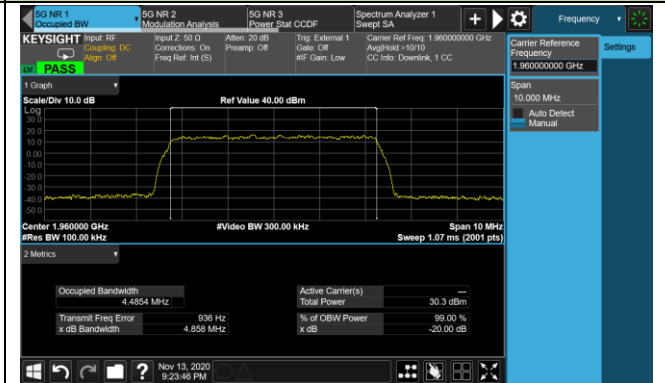 5G NR 1
Occupied BW
5G NR 2
Modulation Analysis
5G NR 3
Power Stat CCDF
Spectrum Analyzer 1
Swept SA
Frequency
KEYSIGHT
Input: RF
Coupling: DC
Align: Off
Input Z: 50 Ω
Corrections: On
Freq Ref: Int (S)
Atten: 20 dB
Preamp: Off
Trig: External 1
Gate: Off
#IF Gain: Low
Carrier Ref Freq: 1.960000000 GHz
Avg|Hold:>10/10
CC Info: Downlink, 1 CC
PASS
Carrier Reference
Frequency
1.960000000 GHz
Settings
Span
10.000 MHz
Auto Detect
Manual
1 Graph
Scale/Div 10.0 dB
Ref Value 40.00 dBm
Log
30.0
20.0
10.0
0.00
-10.0
-20.0
-30.0
-40.0
-50.0
Center 1.960000 GHz
#Video BW 300.00 kHz
Span 10 MHz
#Res BW 100.00 kHz
Sweep 1.07 ms (2001 pts)
2 Metrics
Occupied Bandwidth
4.4854 MHz
Active Carrier(s)
---
Total Power
30.3 dBm
Transmit Freq Error
936 Hz
% of OBW Power
99.00 %
x dB Bandwidth
4.858 MHz
x dB
-20.00 dB
?
Nov 13, 2020
9:23:46 PM